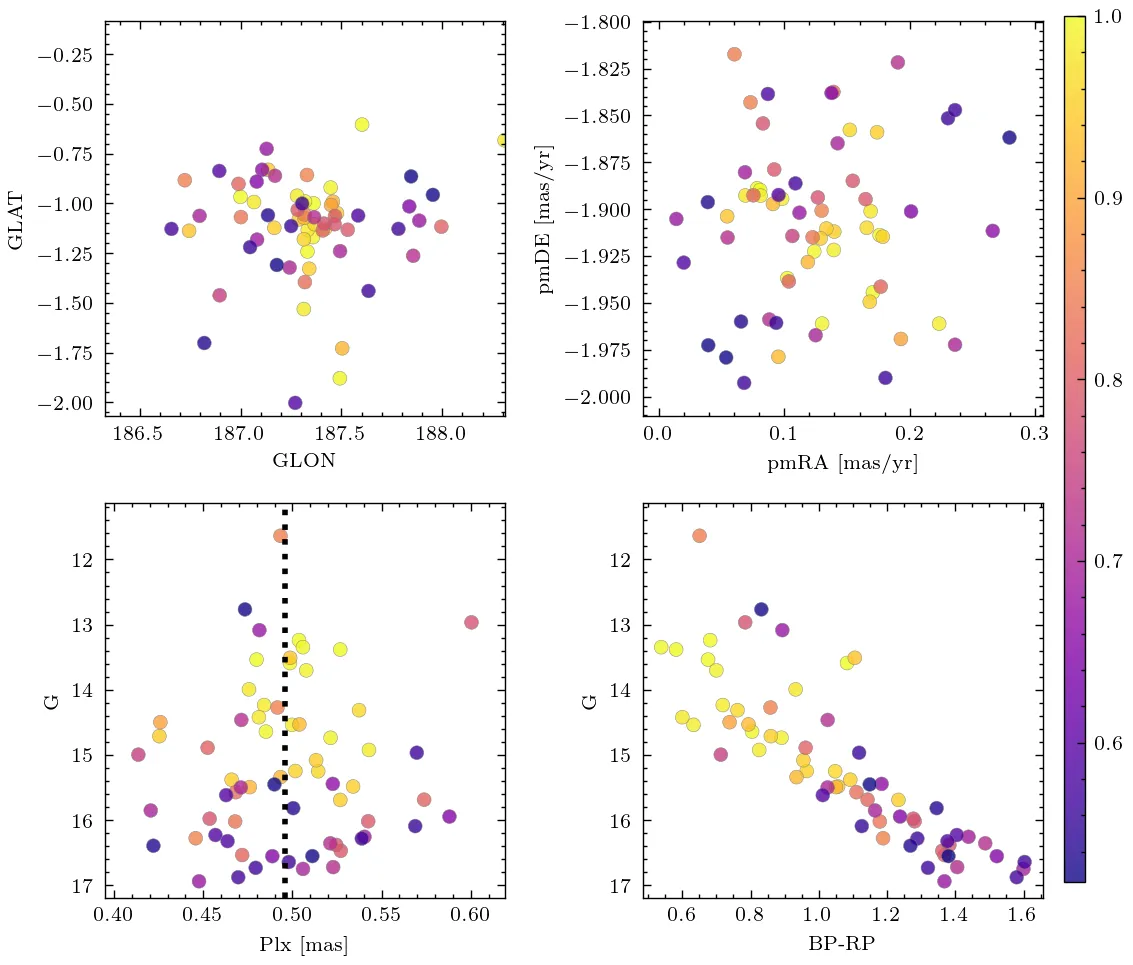 −0.25
−0.50
−0.75
−1.00
−1.25
−1.50
−1.75
−2.00
GLAT
186.5 187.0 187.5 188.0
GLON
−1.800
−1.825
−1.850
−1.875
−1.900
−1.925
−1.950
−1.975
−2.000
pmDE [mas/yr]
0.0 0.1 0.2 0.3
pmRA [mas/yr]
12
13
14
15
16
17
G
0.40 0.45 0.50 0.55 0.60
Plx [mas]
12
13
14
15
16
17
G
0.6 0.8 1.0 1.2 1.4 1.6
BP-RP
1.0
0.9
0.8
0.7
0.6